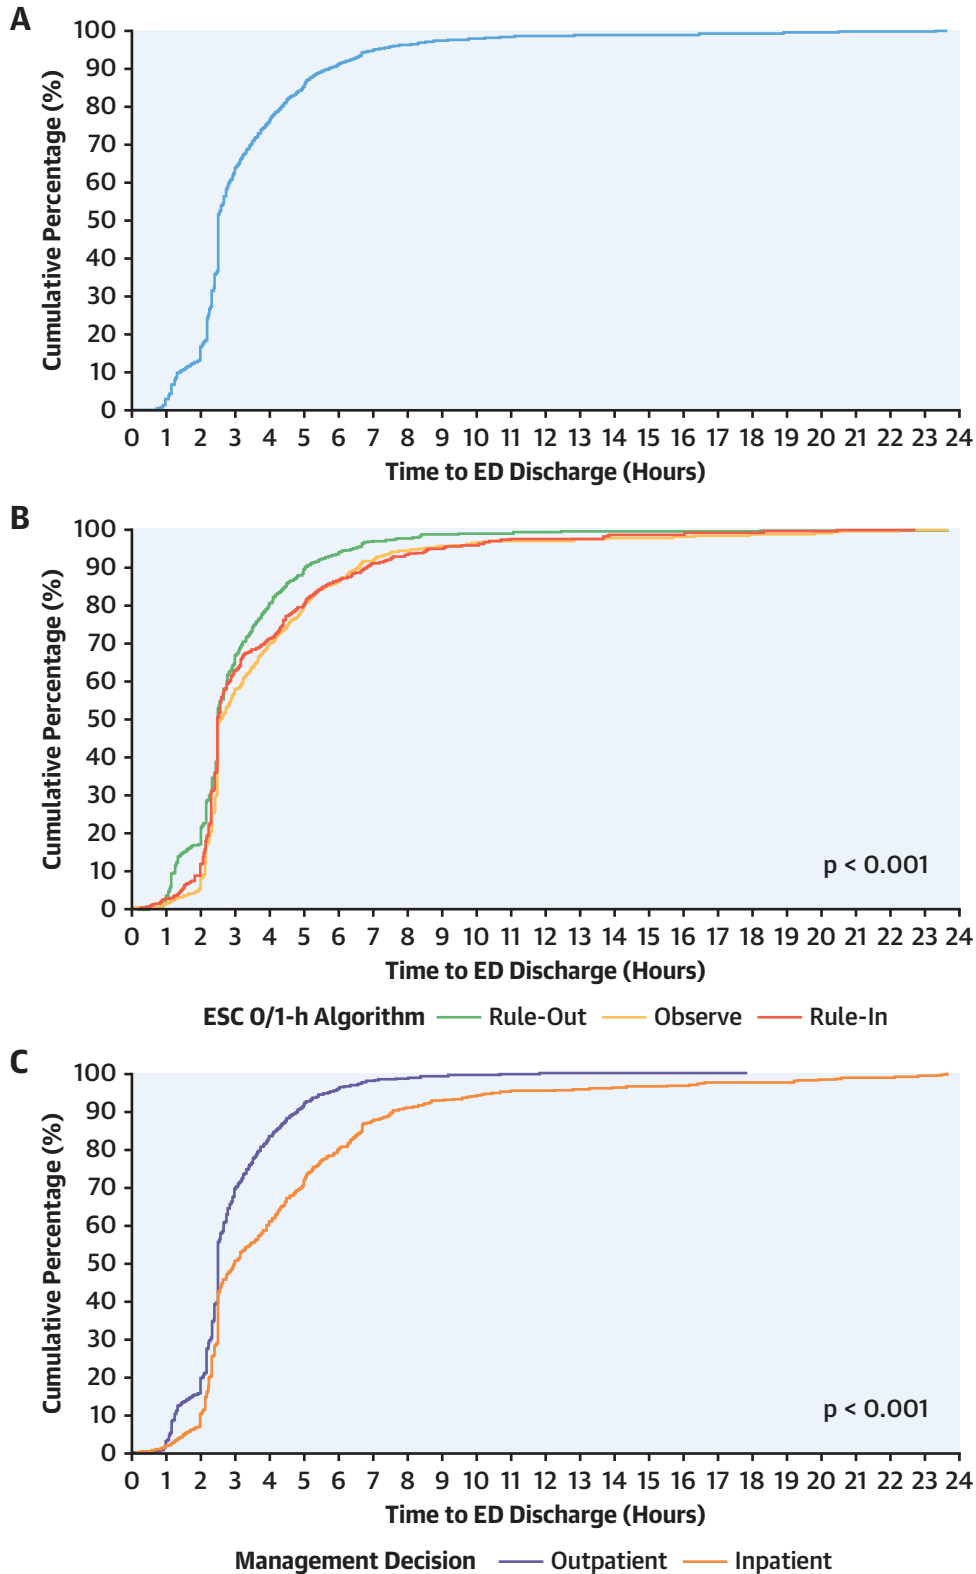 A
Cumulative Percentage (%)
100
90
80
70
60
50
40
30
20
10
0
0 1 2 3 4 5 6 7 8 9 10 11 12 13 14 15 16 17 18 19 20 21 22 23 24
Time to ED Discharge (Hours)
B
Cumulative Percentage (%)
100
90
80
70
60
50
40
30
20
10
0
p < 0.001
0 1 2 3 4 5 6 7 8 9 10 11 12 13 14 15 16 17 18 19 20 21 22 23 24
Time to ED Discharge (Hours)
ESC 0/1-h Algorithm Rule-Out Observe Rule-In
C
Cumulative Percentage (%)
100
90
80
70
60
50
40
30
20
10
0
p < 0.001
0 1 2 3 4 5 6 7 8 9 10 11 12 13 14 15 16 17 18 19 20 21 22 23 24
Time to ED Discharge (Hours)
Management Decision Outpatient Inpatient